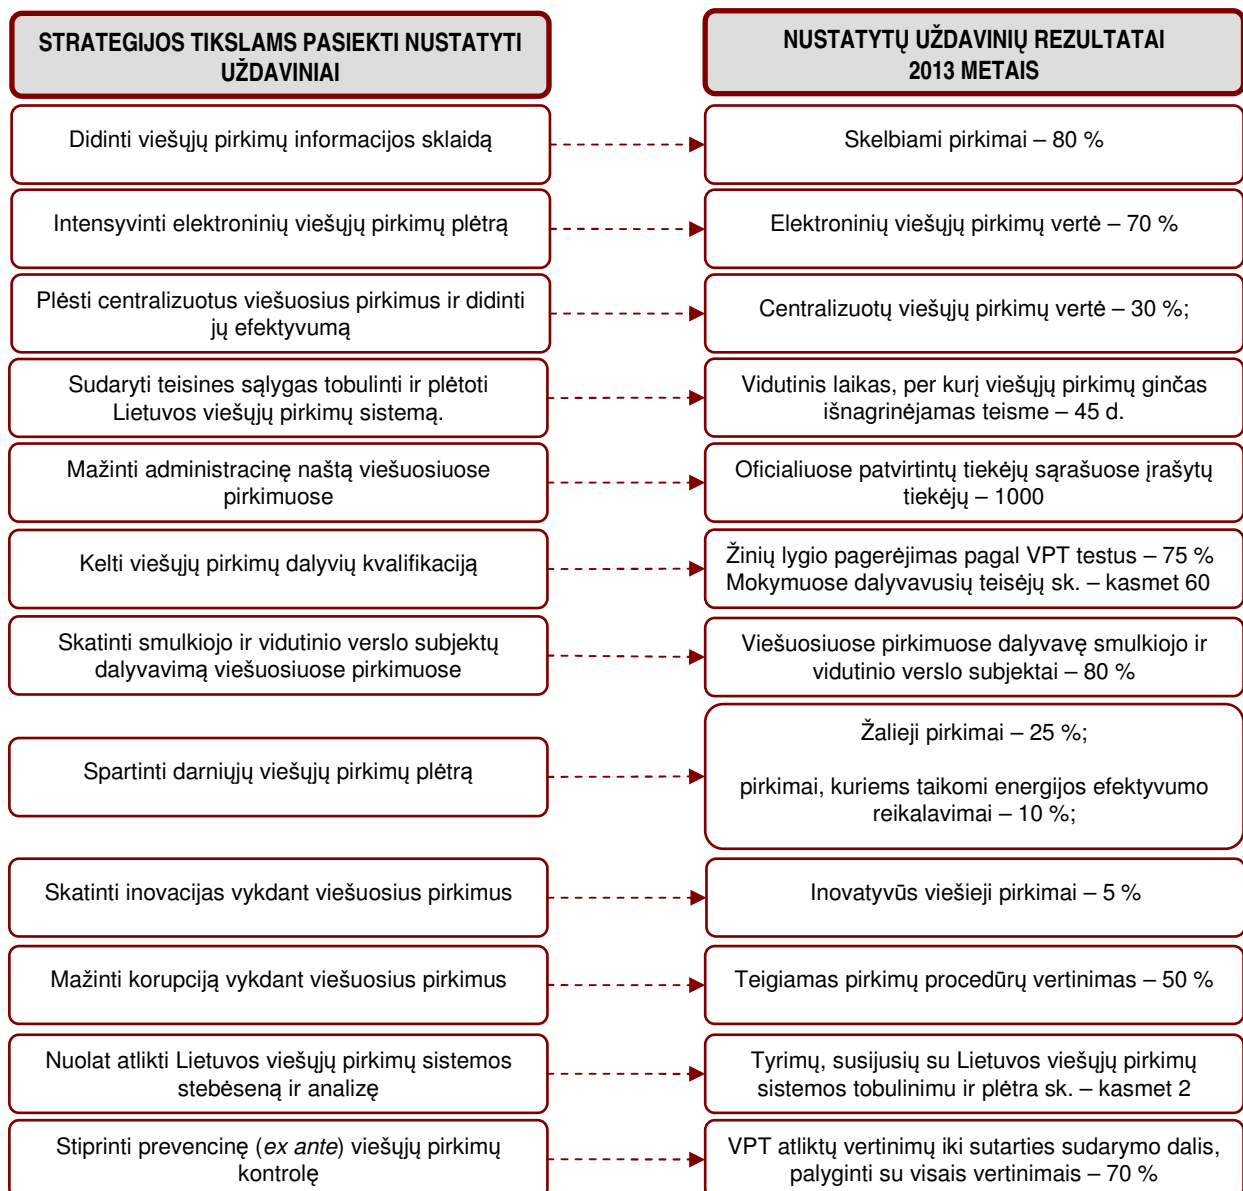 STRATEGIJOS TIKSLAMS PASIEKTI NUSTATYTI
UŽDAVINIAI
NUSTATYTŲ UŽDAVINIŲ REZULTATAI
2013 METAIS
Didinti viešųjų pirkimų informacijos sklaidą
Skelbiami pirkimai – 80 %
Intensyvinti elektroninių viešųjų pirkimų plėtrą
Elektroninių viešųjų pirkimų vertė – 70 %
Plėsti centralizuotus viešuosius pirkimus ir didinti
jų efektyvumą
Centralizuotų viešųjų pirkimų vertė – 30 %;
Sudaryti teisines sąlygas tobulinti ir plėtoti
Lietuvos viešųjų pirkimų sistemą.
Vidutinis laikas, per kurį viešųjų pirkimų ginčas
išnagrinėjamas teisme – 45 d.
Mažinti administracinę naštą viešuosiuose
pirkimuose
Oficialiuose patvirtintų tiekėjų sąrašuose įrašytų
tiekėjų – 1000
Kelti viešųjų pirkimų dalyvių kvalifikaciją
Žinių lygio pagerėjimas pagal VPT testus – 75 %
Mokymuose dalyvavusių teisėjų sk. – kasmet 60
Skatinti smulkiojo ir vidutinio verslo subjektų
dalyvavimą viešuosiuose pirkimuose
Viešuosiuose pirkimuose dalyvavę smulkiojo ir
vidutinio verslo subjektai – 80 %
Spartinti darniųjų viešųjų pirkimų plėtrą
Žalieji pirkimai – 25 %;
pirkimai, kuriems taikomi energijos efektyvumo
reikalavimai – 10 %;
Skatinti inovacijas vykdant viešuosius pirkimus
Inovatyvūs viešieji pirkimai – 5 %
Mažinti korupciją vykdant viešuosius pirkimus
Teigiamas pirkimų procedūrų vertinimas – 50 %
Nuolat atlikti Lietuvos viešųjų pirkimų sistemos
stebėseną ir analizę
Tyrimų, susijusių su Lietuvos viešųjų pirkimų
sistemos tobulinimu ir plėtra sk. – kasmet 2
Stiprinti prevencinę (ex ante) viešųjų pirkimų
kontrolę
VPT atliktų vertinimų iki sutarties sudarymo dalis,
palyginti su visais vertinimais – 70 %